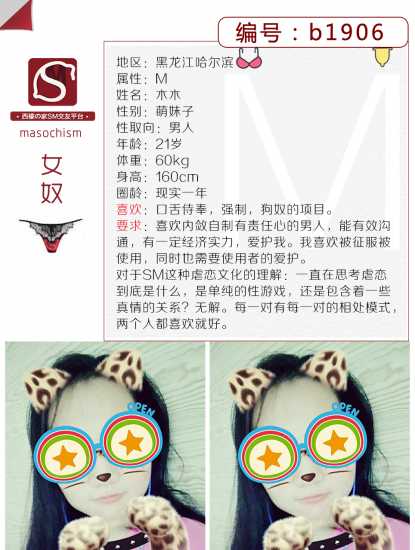 编号：b1906
S
·西檬の家SM交友平台·
masochism
女
奴
地区：黑龙江哈尔滨
属性：M
姓名：木木
性别：萌妹子
性取向：男人
年龄：21岁
体重：60kg
身高：160cm
圈龄：现实一年
喜欢：口舌侍奉，强制，狗奴的项目。
要求：喜欢内敛自制有责任心的男人，能有效沟
通，有一定经济实力，爱护我。我喜欢被征服被
使用，同时也需要使用者的爱护。
对于SM这种虐恋文化的理解：一直在思考虐恋
到底是什么，是单纯的性游戏，还是包含着一些
真情的关系？无解。每一对有每一对的相处模式，
两个人都喜欢就好。
M
OPEN
OPEN